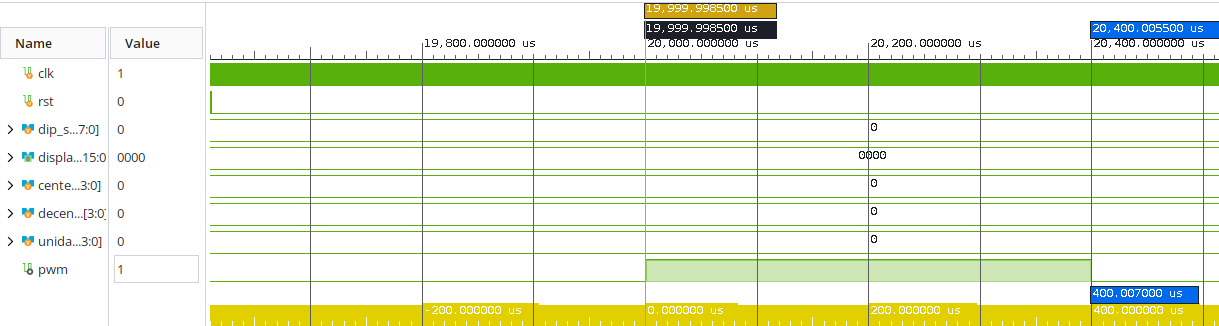 19,999.998500 us
19,999.998500 us
20,400.005500 us
Name Value
19,800.000000 us 20,000.000000 us 20,200.000000 us 20,400.000000 us
clk 1
rst 0
dip_s...7:0] 0 0
displa...15:0 0000 0000
cente...3:0] 0 0
decen...[3:0] 0 0
unida...3:0] 0 0
pwm 1
400.007000 us
-200.000000 us 0.000000 us 200.000000 us 400.000000 us